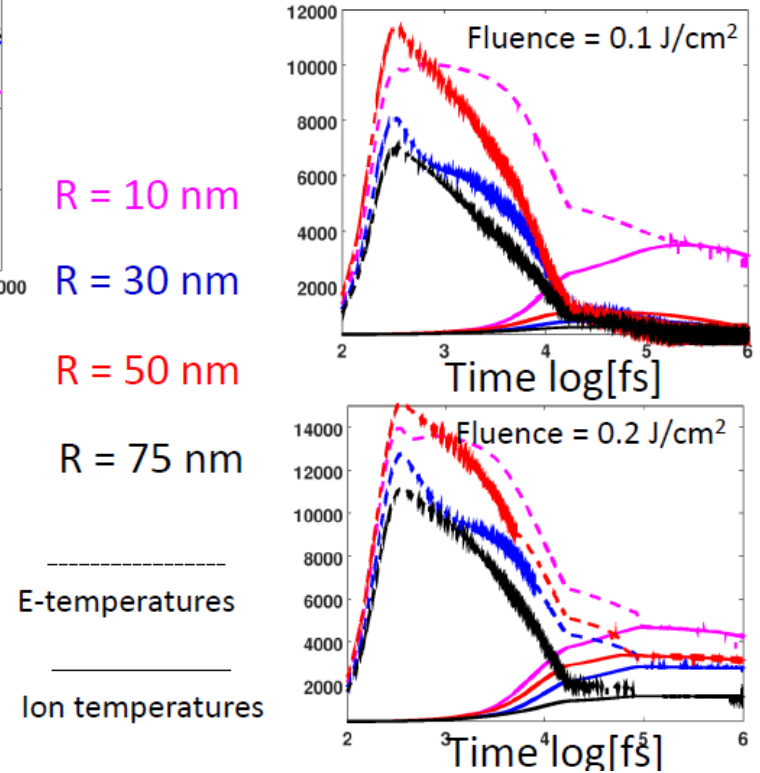 000
R = 10 nm
R = 30 nm
R = 50 nm
R = 75 nm
E-temperatures
Ion temperatures
Fluence = 0.1 J/cm²
12000
10000
8000
6000
4000
2000
2 3 4 5 6
Time log[fs]
Fluence = 0.2 J/cm²
14000
12000
10000
8000
6000
4000
2000
2 3 4 5 6
Time log[fs]